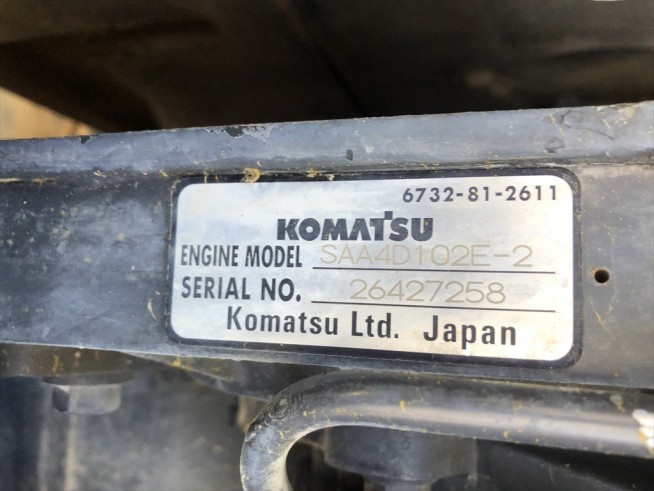 6732-81-2611
KOMATSU
ENGINE MODEL SAA4D102E-2
SERIAL NO. 26427258
Komatsu Ltd. Japan